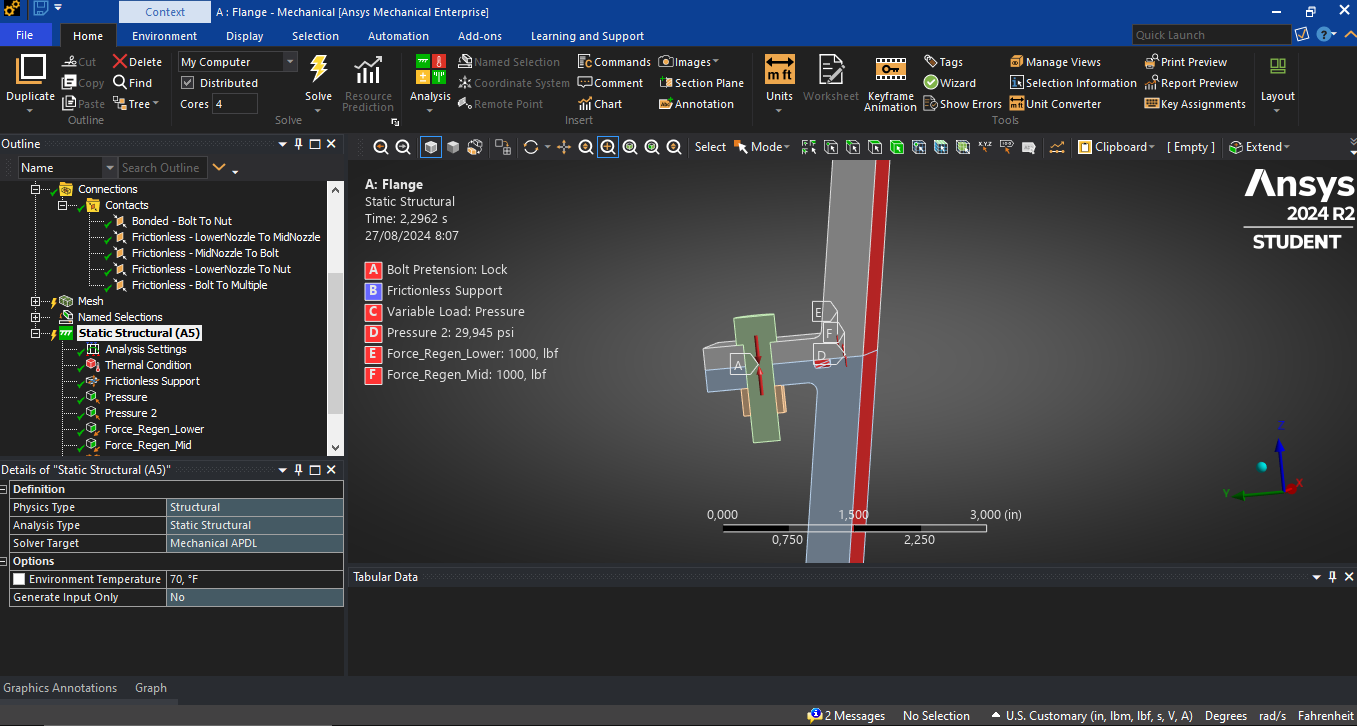 Context
A : Flange - Mechanical [Ansys Mechanical Enterprise]
File
Home
Environment
Display
Selection
Automation
Add-ons
Learning and Support
Quick Launch
Duplicate
Cut
Copy
Paste
Delete
Find
Tree
Outline
My Computer
Distributed
Cores 4
Solve
Resource
Prediction
Solve
Analysis
Named Selection
Coordinate System
Remote Point
Commands
Comment
Chart
Images
Section Plane
Annotation
Insert
Units
Worksheet
Keyframe
Animation
Tags
Wizard
Show Errors
Manage Views
Selection Information
Unit Converter
Print Preview
Report Preview
Key Assignments
Tools
Layout
Outline
Name
Search Outline
Select
Mode
Clipboard
[ Empty ]
Extend
Connections
Contacts
Bonded - Bolt To Nut
Frictionless - LowerNozzle To MidNozzle
Frictionless - MidNozzle To Bolt
Frictionless - LowerNozzle To Nut
Frictionless - Bolt To Multiple
Mesh
Named Selections
Static Structural (A5)
Analysis Settings
Thermal Condition
Frictionless Support
Pressure
Pressure 2
Force_Regen_Lower
Force_Regen_Mid
Details of "Static Structural (A5)"
Definition
Physics Type Structural
Analysis Type Static Structural
Solver Target Mechanical APDL
Options
Environment Temperature 70, °F
Generate Input Only No
A: Flange
Static Structural
Time: 2,2962 s
27/08/2024 8:07
A Bolt Pretension: Lock
B Frictionless Support
C Variable Load: Pressure
D Pressure 2: 29,945 psi
E Force_Regen_Lower: 1000, lbf
F Force_Regen_Mid: 1000, lbf
Ansys
2024 R2
STUDENT
E
F
D
A
Z
Y
X
0,000
1,500
3,000 (in)
0,750
2,250
Tabular Data
Graphics Annotations
Graph
2 Messages
No Selection
U.S. Customary (in, lbm, lbf, s, V, A)
Degrees
rad/s
Fahrenheit